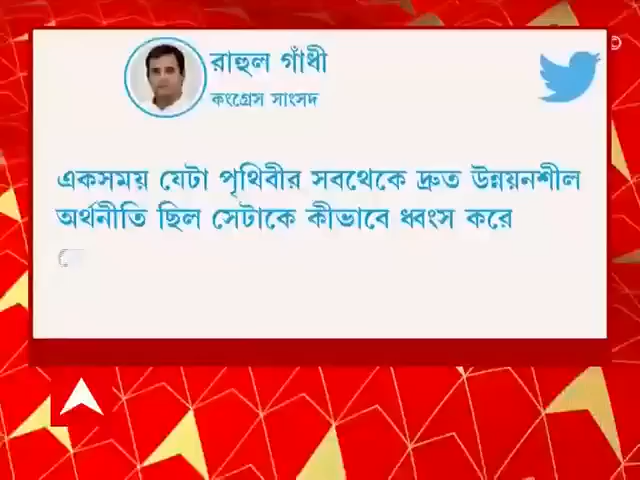 রাহুল গাঁধী
কংগ্রেস সাংসদ
একসময় যেটা পৃথিবীর সবথেকে দ্রুত উন্নয়নশীল
অর্থনীতি ছিল সেটাকে কীভাবে ধ্বংস করে